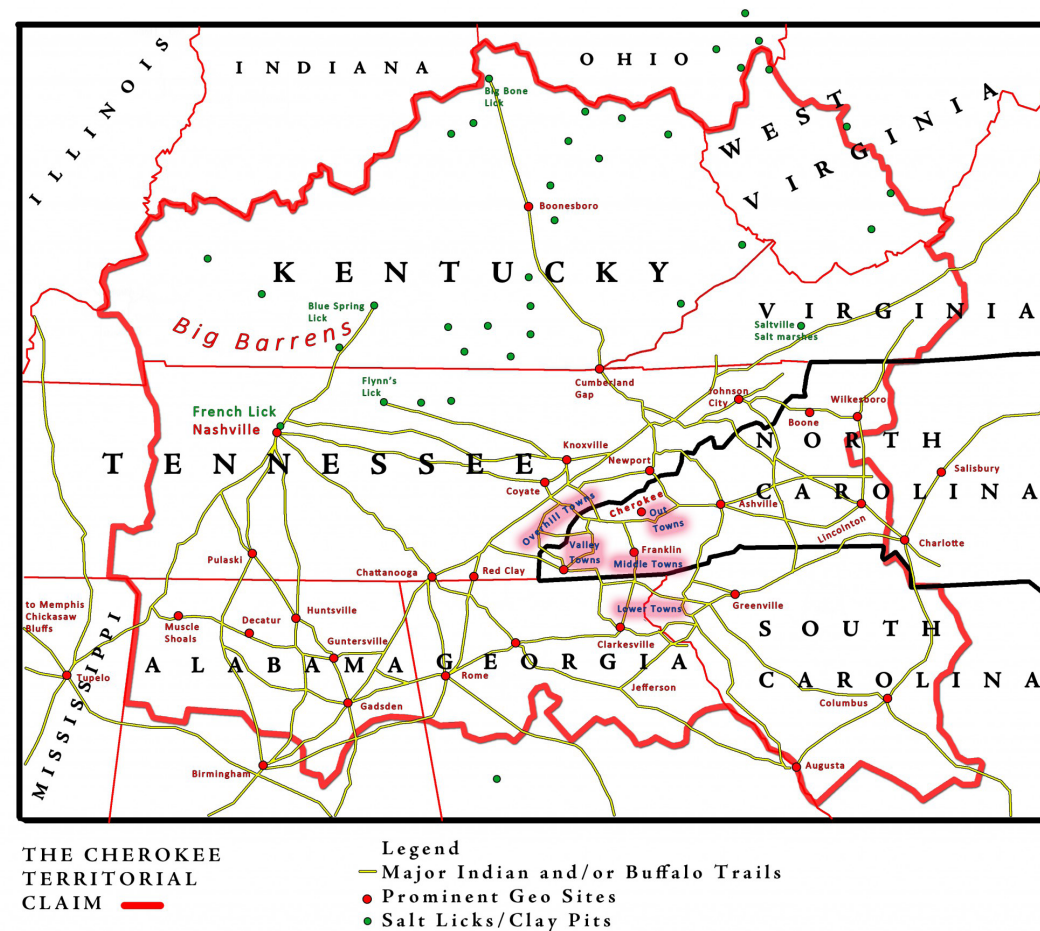 ILLINOIS
INDIANA
OHIO
WEST
VIRGINIA
Big Bone
Lick
Boonesboro
KENTUCKY
Blue Spring
Lick
Big Barrens
VIRGINIA
Saltville
Salt marshes
Flynn's
Lick
Cumberland
Gap
Johnson
City
Wilkesboro
Boone
French Lick
Nashville
NORTH
CAROLINA
TENNESSEE
Knoxville
Newport
Coyate
Salisbury
Cherokee
Overhill Towns
Out
Towns
Ashville
Lincolnton
Charlotte
Valley
Towns
Franklin
Middle Towns
Pulaski
Chattanooga
Red Clay
Lower Towns
Greenville
to Memphis
Chickasaw
Bluffs
Muscle
Shoals
Decatur
Huntsville
Guntersville
Clarkesville
SOUTH
CAROLINA
ALABAMA
GEORGIA
Tupelo
MISSISSIPPI
Rome
Jefferson
Gadsden
Columbus
Birmingham
Augusta
THE CHEROKEE
TERRITORIAL
CLAIM
Legend
Major Indian and/or Buffalo Trails
Prominent Geo Sites
Salt Licks/Clay Pits